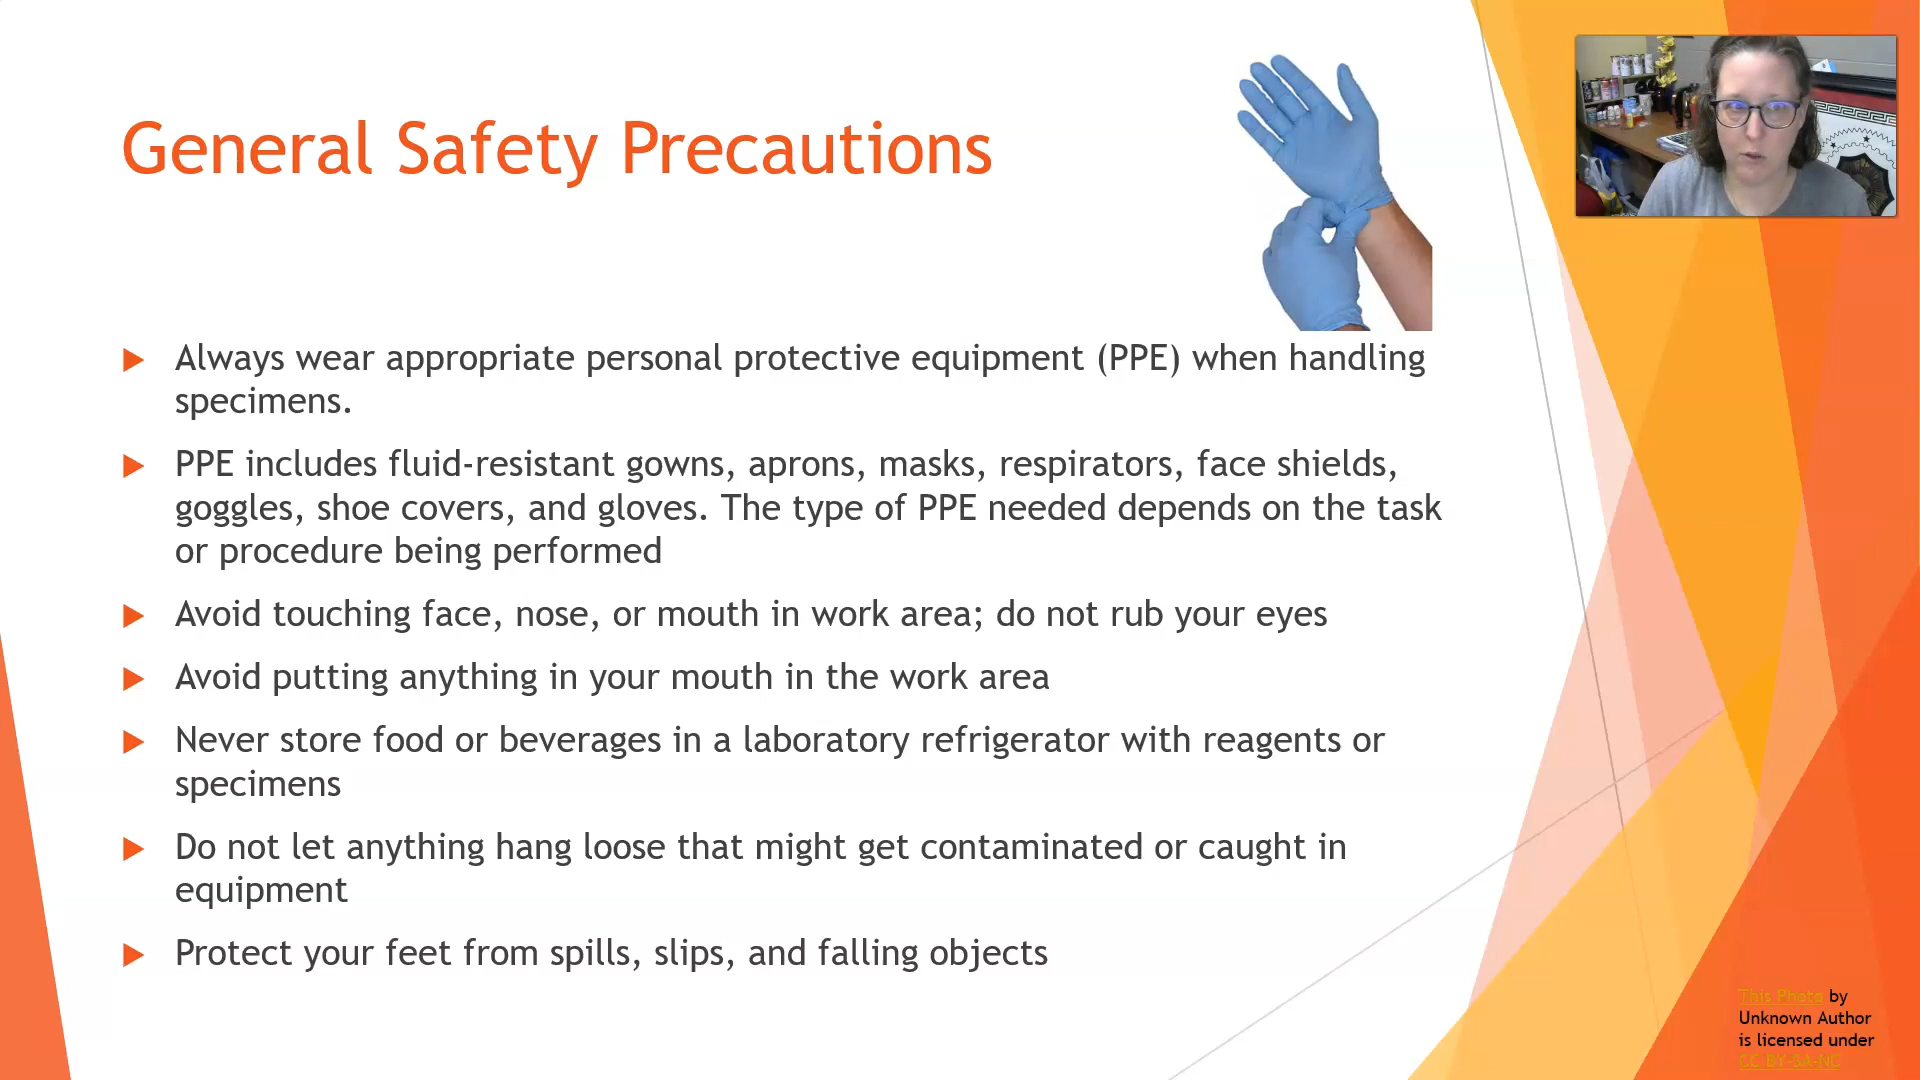 General Safety Precautions
Always wear appropriate personal protective equipment (PPE) when handling
specimens.
PPE includes fluid-resistant gowns, aprons, masks, respirators, face shields,
goggles, shoe covers, and gloves. The type of PPE needed depends on the task
or procedure being performed
Avoid touching face, nose, or mouth in work area; do not rub your eyes
Avoid putting anything in your mouth in the work area
Never store food or beverages in a laboratory refrigerator with reagents or
specimens
Do not let anything hang loose that might get contaminated or caught in
equipment
Protect your feet from spills, slips, and falling objects
This Photo by
Unknown Author
is licensed under
CC BY-SA-NC